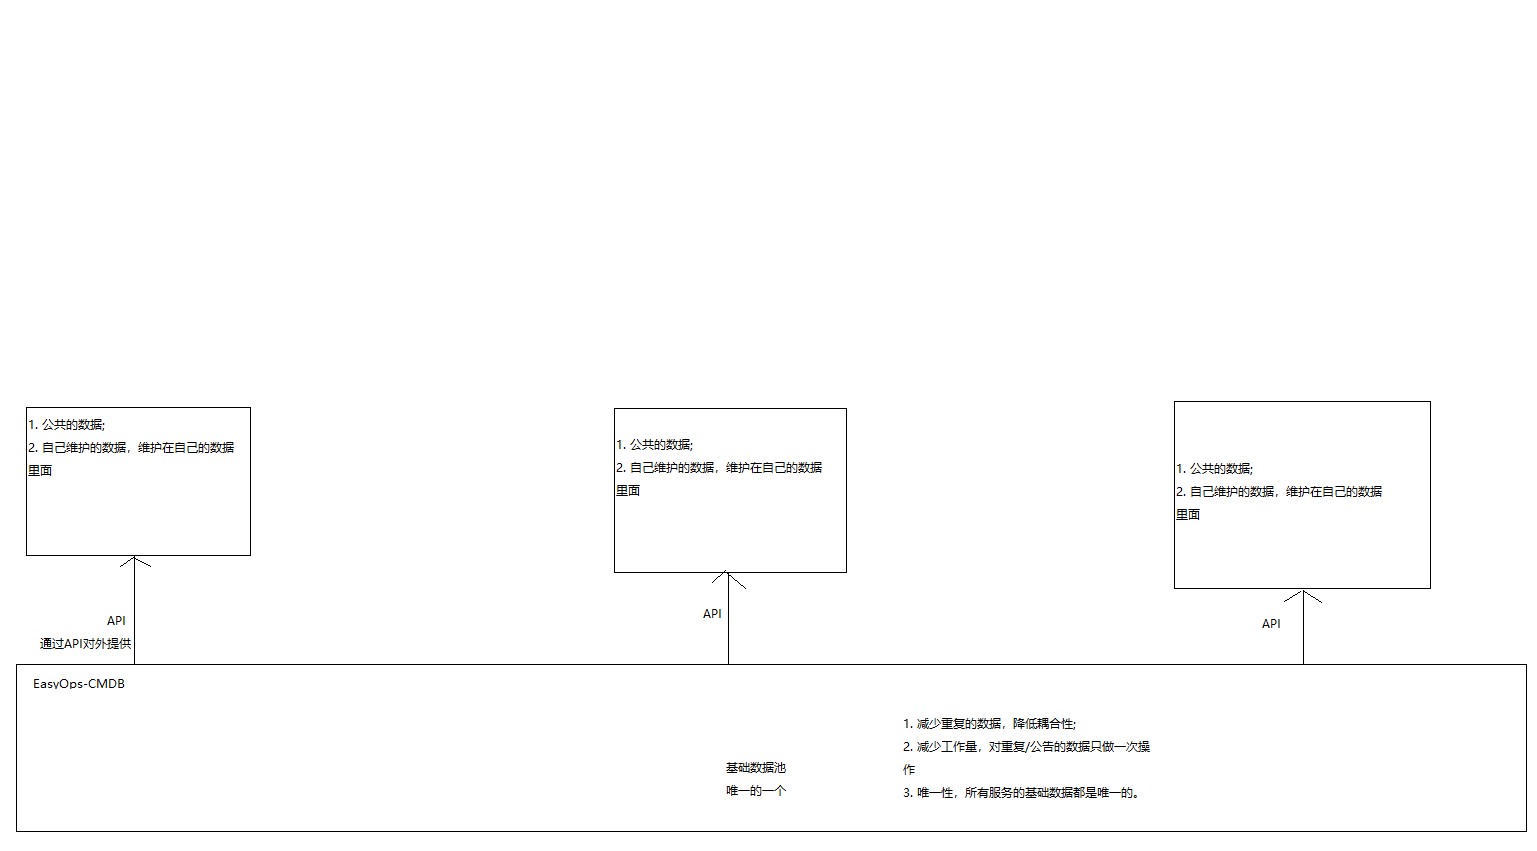 1. 公共的数据;
2. 自己维护的数据，维护在自己的数据
里面
1. 公共的数据;
2. 自己维护的数据，维护在自己的数据
里面
1. 公共的数据;
2. 自己维护的数据，维护在自己的数据
里面
API
通过API对外提供
API
API
EasyOps-CMDB
基础数据池
唯一的一个
1. 减少重复的数据，降低耦合性;
2. 减少工作量，对重复/公告的数据只做一次操
作
3. 唯一性，所有服务的基础数据都是唯一的。